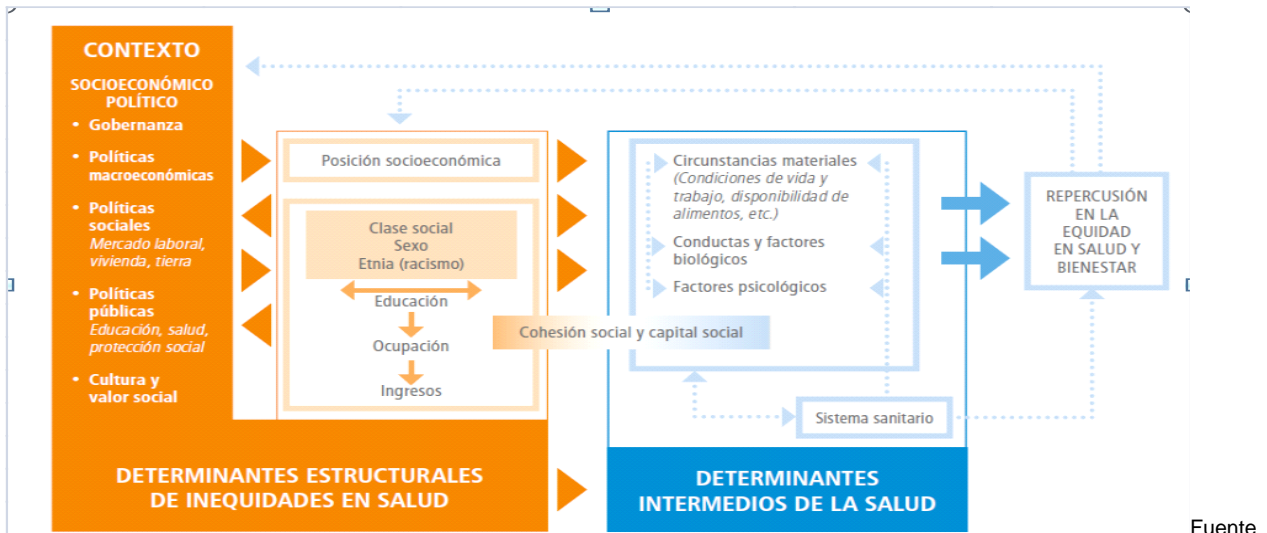 CONTEXTO
SOCIOECONÓMICO
POLÍTICO
• Gobernanza
• Políticas
macroeconómicas
• Políticas
sociales
Mercado laboral,
vivienda, tierra
• Políticas
públicas
Educación, salud,
protección social
• Cultura y
valor social
Posición socioeconómica
Clase social
Sexo
Etnia (racismo)
Educación
Ocupación
Ingresos
Cohesión social y capital social
Circunstancias materiales
(Condiciones de vida y
trabajo, disponibilidad de
alimentos, etc.)
Conductas y factores
biológicos
Factores psicológicos
Sistema sanitario
REPERCUSIÓN
EN LA
EQUIDAD
EN SALUD Y
BIENESTAR
DETERMINANTES ESTRUCTURALES
DE INEQUIDADES EN SALUD
DETERMINANTES
INTERMEDIOS DE LA SALUD
Fuente